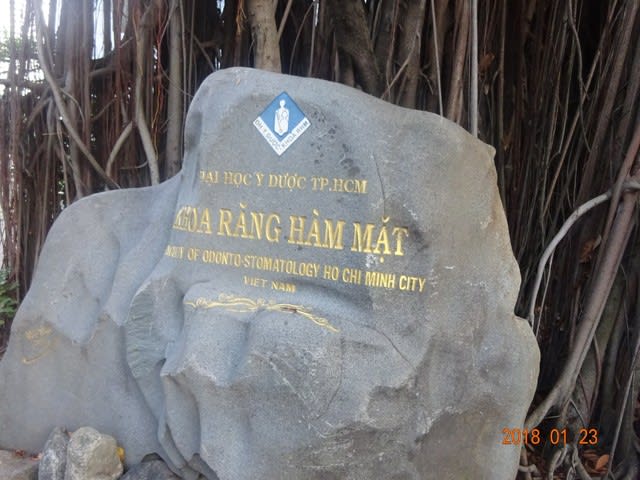 ĐẠI HỌC Y DƯỢC TP.HCM
KHOA RĂNG HÀM MẶT
OF ODONTO-STOMATOLOGY HO CHI MINH CITY
VIỆT NAM
2018 01 23